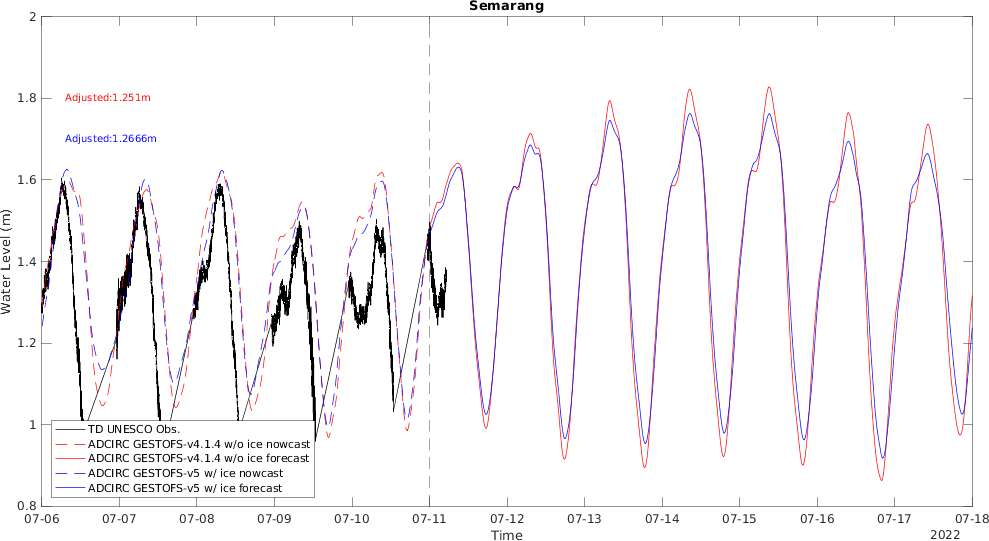 Semarang
2
1.8
1.6
1.4
1.2
1
0.8
Water Level (m)
Adjusted:1.251m
Adjusted:1.2666m
TD UNESCO Obs.
ADCIRC GESTOFS-v4.1.4 w/o ice nowcast
ADCIRC GESTOFS-v4.1.4 w/o ice forecast
ADCIRC GESTOFS-v5 w/ ice nowcast
ADCIRC GESTOFS-v5 w/ ice forecast
07-06 07-07 07-08 07-09 07-10 07-11 07-12 07-13 07-14 07-15 07-16 07-17 07-18
Time
2022